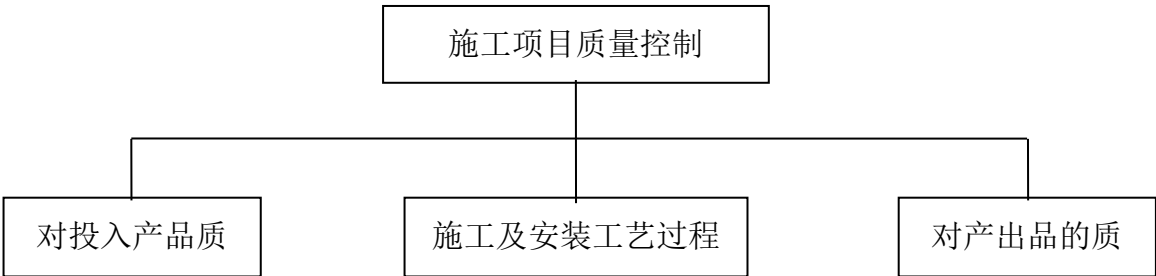 施工项目质量控制
对投入产品质
施工及安装工艺过程
对产出品的质